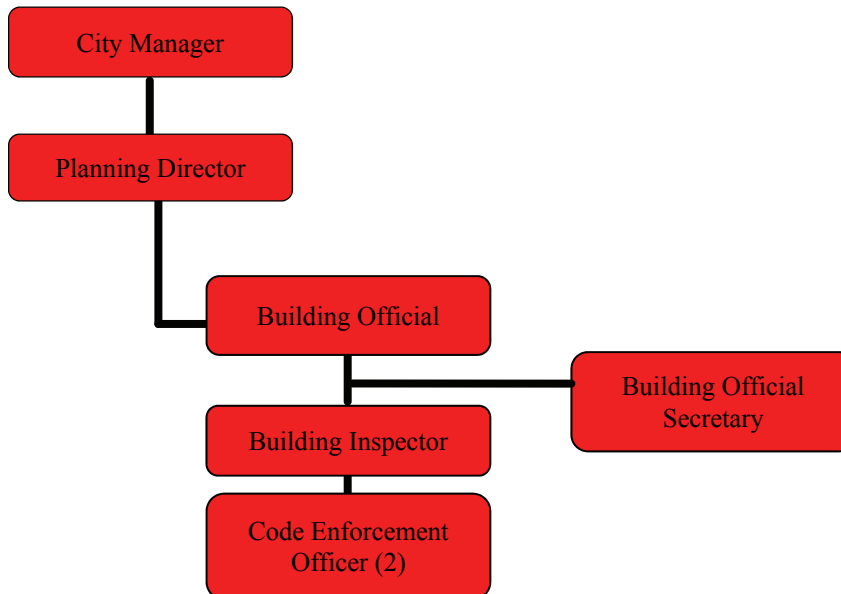 City Manager
Planning Director
Building Official
Building Official
Secretary
Building Inspector
Code Enforcement
Officer (2)